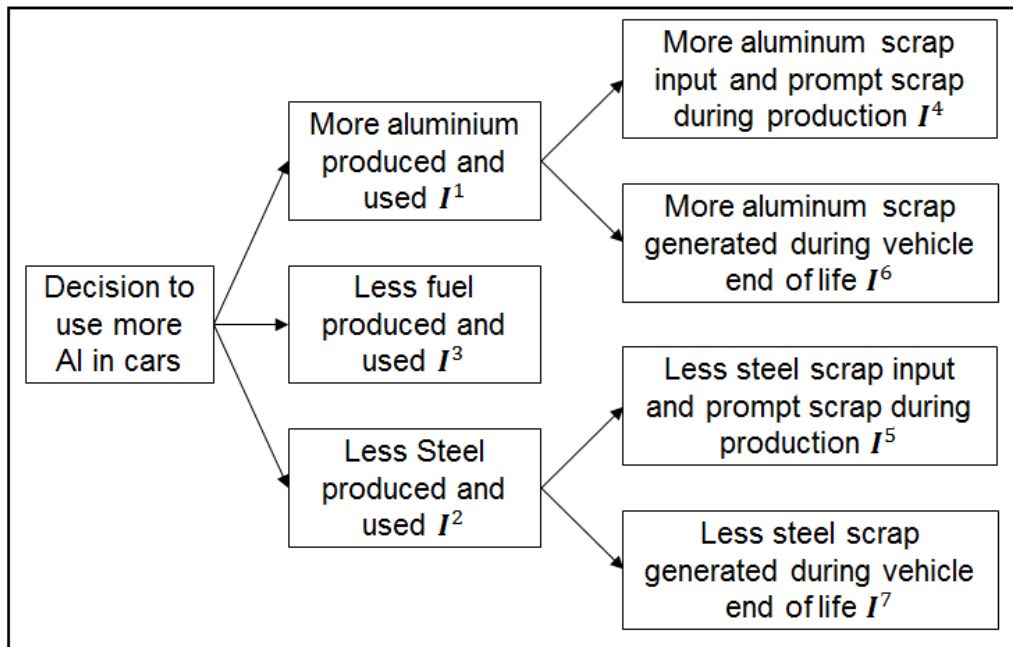 Decision to
use more
Al in cars
More aluminium
produced and
used I¹
Less fuel
produced and
used I³
Less Steel
produced and
used I²
More aluminum scrap
input and prompt scrap
during production I⁴
More aluminum scrap
generated during vehicle
end of life I⁶
Less steel scrap input
and prompt scrap during
production I⁵
Less steel scrap
generated during vehicle
end of life I⁷